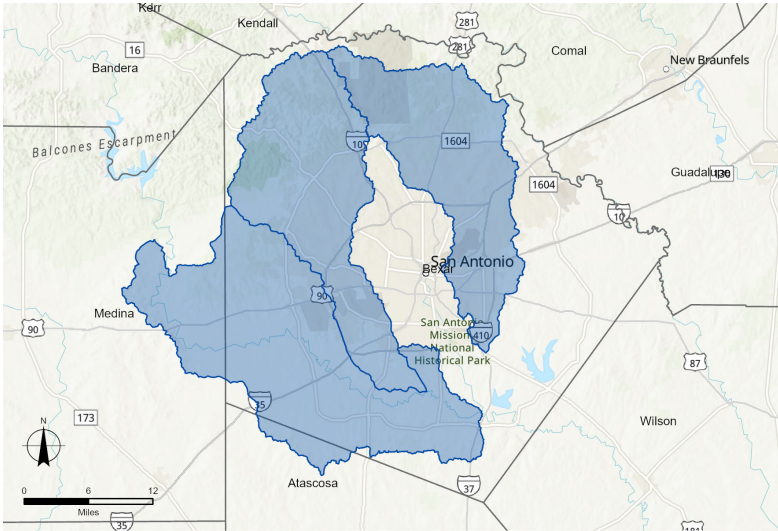 Kerr
Kendall
281
16
281
Comal
Bandera
New Braunfels
Balcones Escarpment
10
1604
Guadalupe
130
1604
10
San Antonio
Bexar
90
Medina
90
San Antonio
Mission
National
Historical Park
410
87
35
173
Wilson
N
Atascosa
37
0 6 12
Miles
35
181